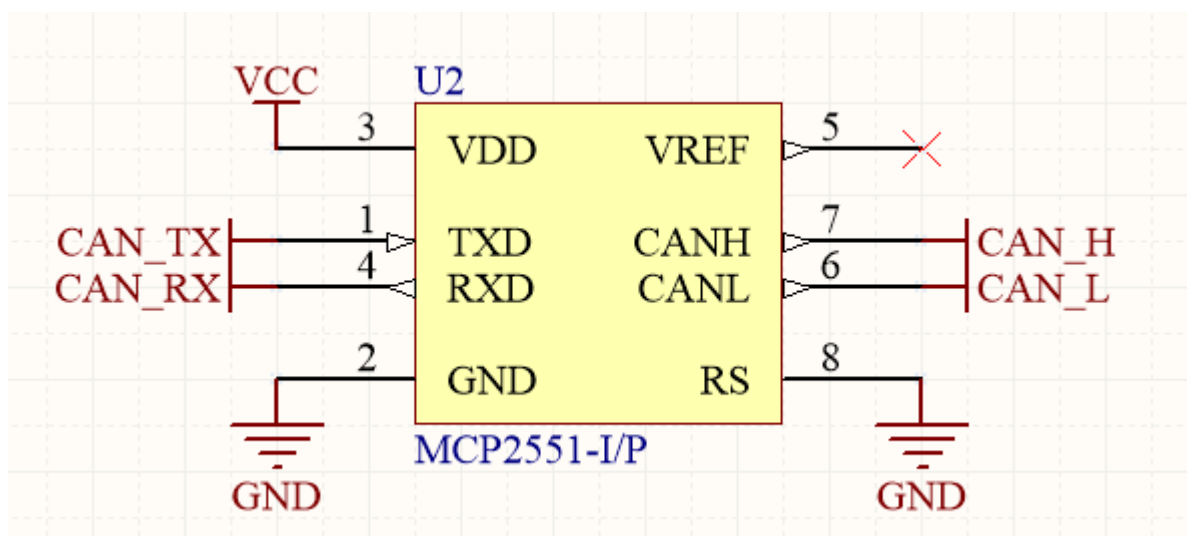 VCC
U2
3
VDD
VREF
5
CAN_TX
1
TXD
CANH
7
CAN_H
CAN_RX
4
RXD
CANL
6
CAN_L
2
GND
RS
8
MCP2551-I/P
GND
GND